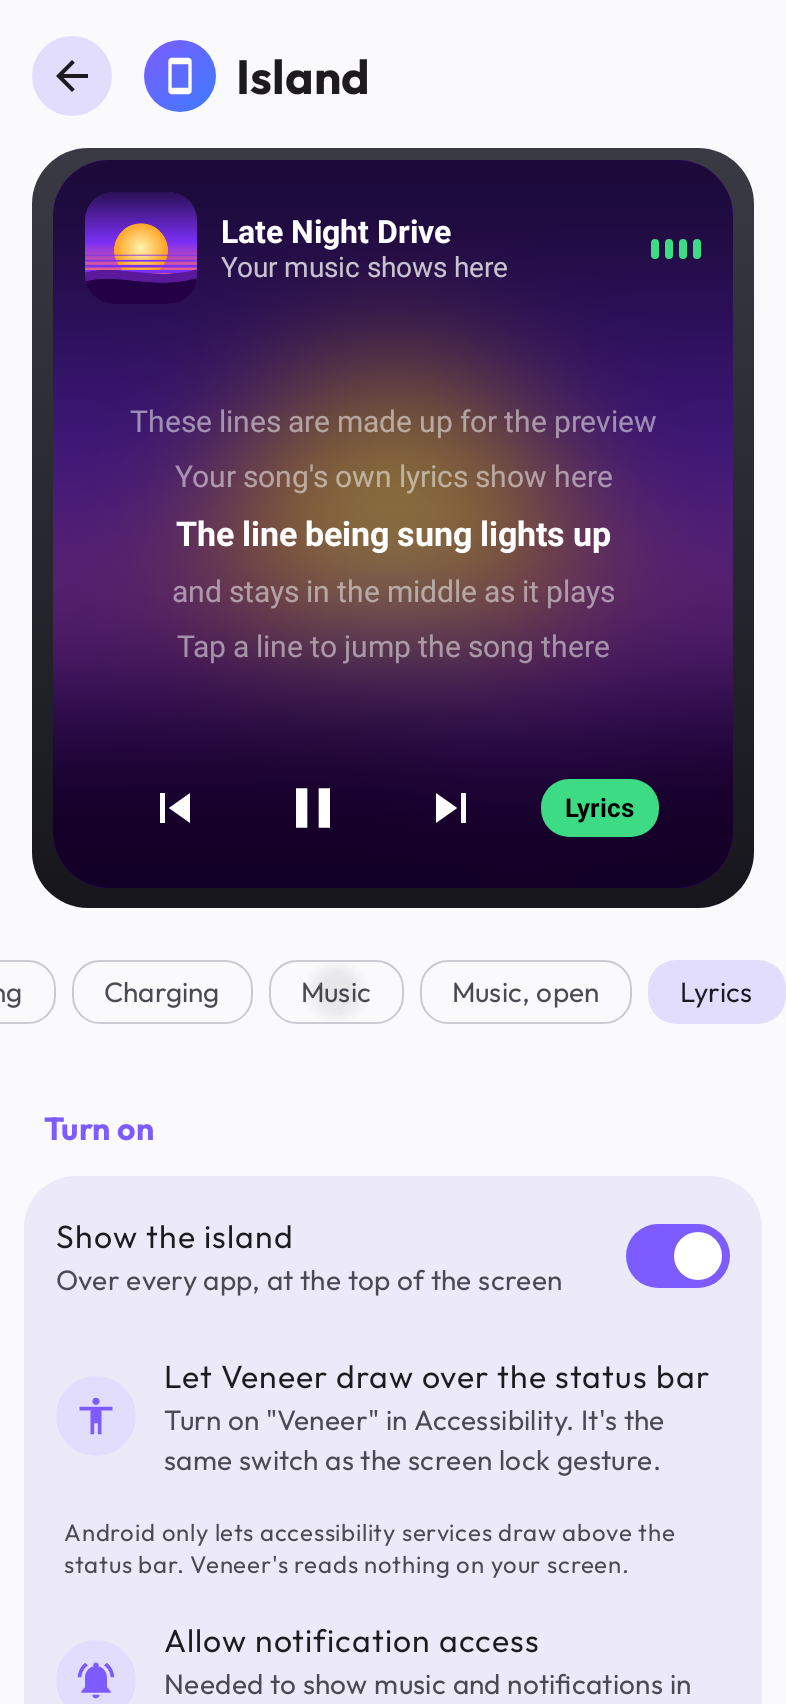 Island
Late Night Drive
Your music shows here
These lines are made up for the preview
Your song's own lyrics show here
The line being sung lights up
and stays in the middle as it plays
Tap a line to jump the song there
Lyrics
ng
Charging
Music
Music, open
Lyrics
Turn on
Show the island
Over every app, at the top of the screen
Let Veneer draw over the status bar
Turn on "Veneer" in Accessibility. It's the
same switch as the screen lock gesture.
Android only lets accessibility services draw above the
status bar. Veneer's reads nothing on your screen.
Allow notification access
Needed to show music and notifications in